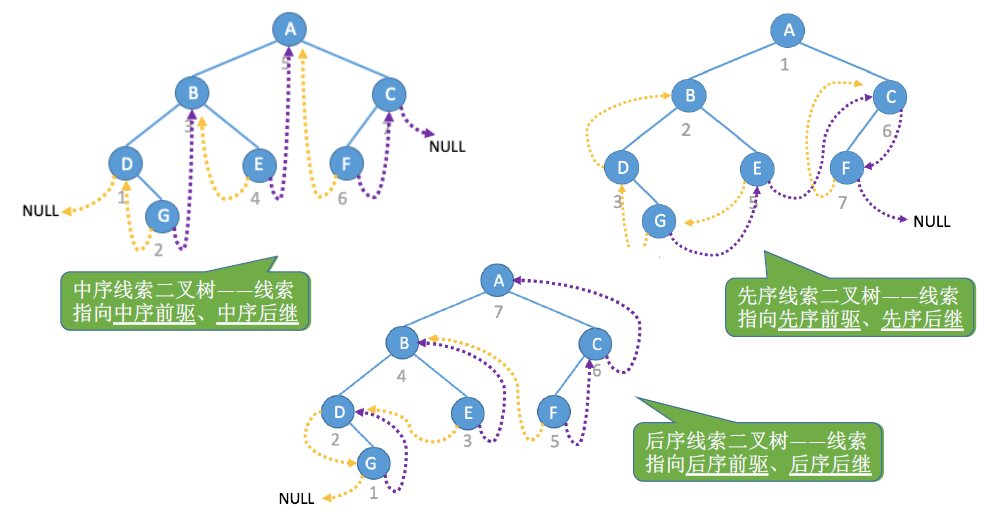 A
5
B
3
C
7
NULL
D
1
E
4
F
6
NULL
G
2
中序线索二叉树——线索
指向中序前驱、中序后继
A
1
B
2
C
6
D
3
E
5
F
7
G
NULL
先序线索二叉树——线索
指向先序前驱、先序后继
A
7
B
4
C
6
D
2
E
3
F
5
G
1
NULL
后序线索二叉树——线索
指向后序前驱、后序后继